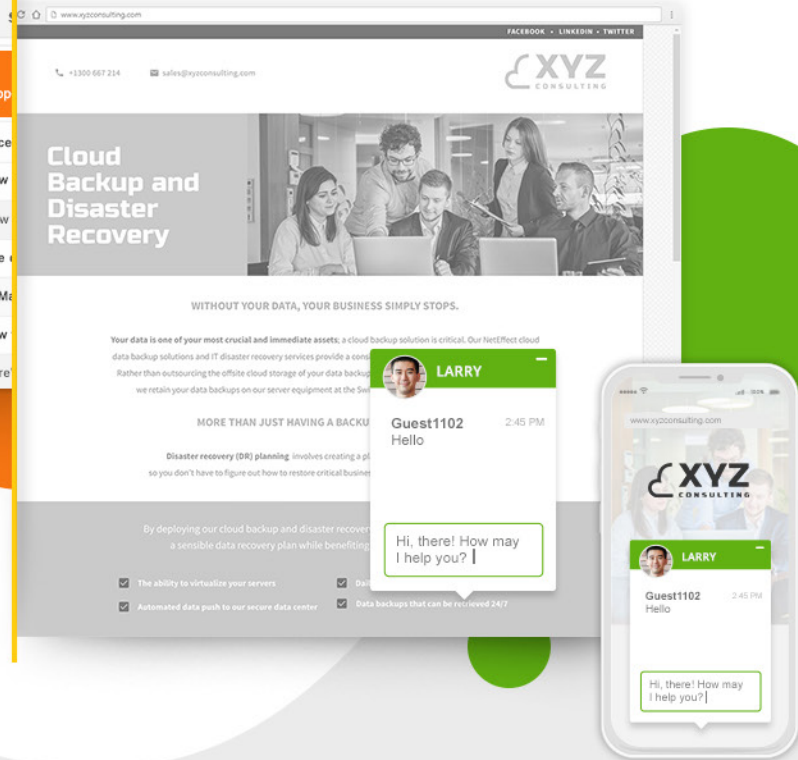 www.xyzconsulting.com
FACEBOOK • LINKEDIN • TWITTER
+1300 667 214
sales@xyzconsulting.com
XYZ
CONSULTING
Cloud
Backup and
Disaster
Recovery
WITHOUT YOUR DATA, YOUR BUSINESS SIMPLY STOPS.
Your data is one of your most crucial and immediate assets; a cloud backup solution is critical. Our NetEffect cloud
data backup solutions and IT disaster recovery services provide a
Rather than outsourcing the offsite cloud storage of your data
we retain your data backups on our server equipment at the
MORE THAN JUST HAVING A
Disaster recovery (DR) planning involves creating a
so you don't have to figure out how to restore critical
By deploying our cloud backup and disaster
a sensible data recovery plan while benefiting
The ability to virtualize your servers
Automated data push to our secure data center
Data backups that can be retrieved 24/7
LARRY
Guest1102 2:45 PM
Hello
Hi, there! How may
I help you?
www.xyzconsulting.com
XYZ
CONSULTING
LARRY
Guest1102 2:45 PM
Hello
Hi, there! How may
I help you?